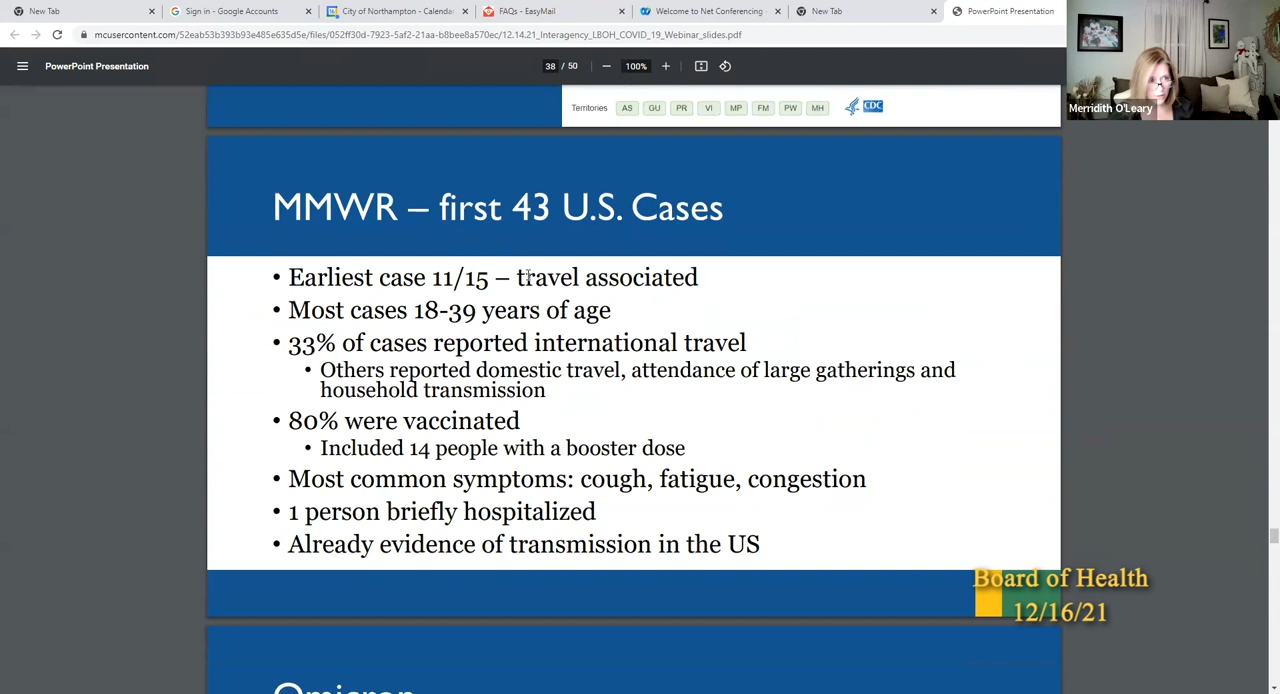 New Tab
Sign in - Google Accounts
City of Northampton - Calenda
FAQs - EasyMail
Welcome to Net Conferencing
New Tab
PowerPoint Presentation
mcusercontent.com/52eab53b393b93e485e635d5e/files/052ff30d-7923-5af2-21aa-b8bee8a570ec/12.14.21_Interagency_LBOH_COVID_19_Webinar_slides.pdf
PowerPoint Presentation
38 / 50
100%
Merridith O'Leary
Territories AS GU PR VI MP FM PW MH CDC
MMWR – first 43 U.S. Cases
• Earliest case 11/15 – travel associated
• Most cases 18-39 years of age
• 33% of cases reported international travel
• Others reported domestic travel, attendance of large gatherings and
household transmission
• 80% were vaccinated
• Included 14 people with a booster dose
• Most common symptoms: cough, fatigue, congestion
• 1 person briefly hospitalized
• Already evidence of transmission in the US
Board of Health
12/16/21
Omicron